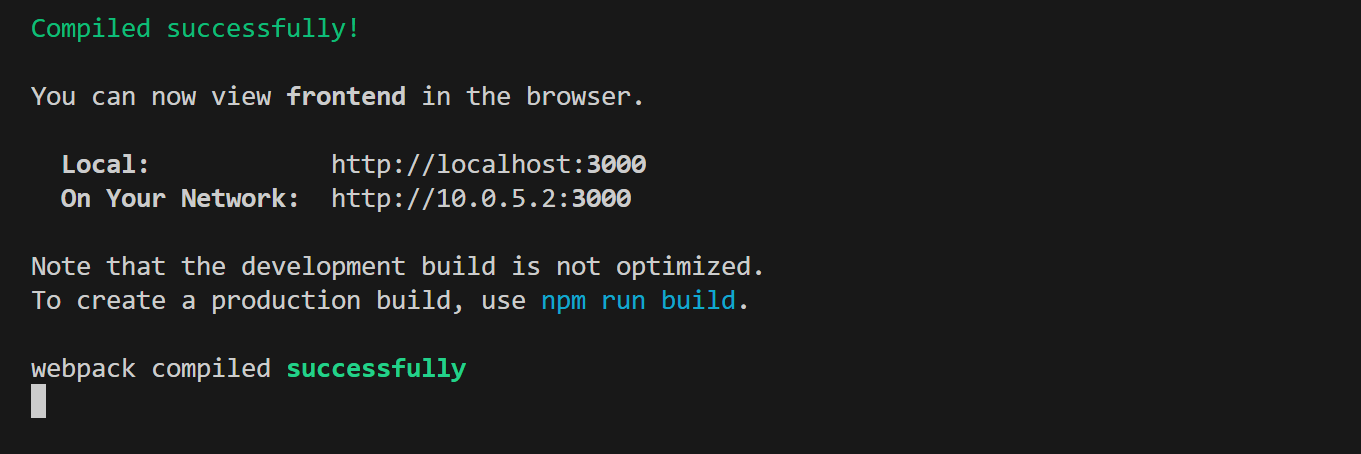 Compiled successfully!
You can now view frontend in the browser.
Local: http://localhost:3000
On Your Network: http://10.0.5.2:3000
Note that the development build is not optimized.
To create a production build, use npm run build.
webpack compiled successfully